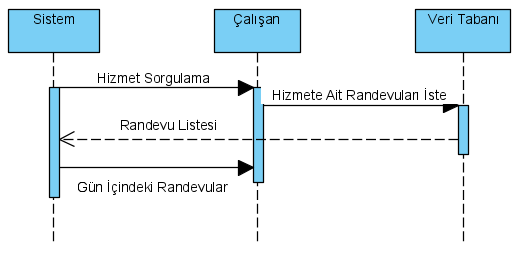 Sistem
Çalışan
Veri Tabanı
Hizmet Sorgulama
Hizmete Ait Randevuları İste
Randevu Listesi
Gün İçindeki Randevular